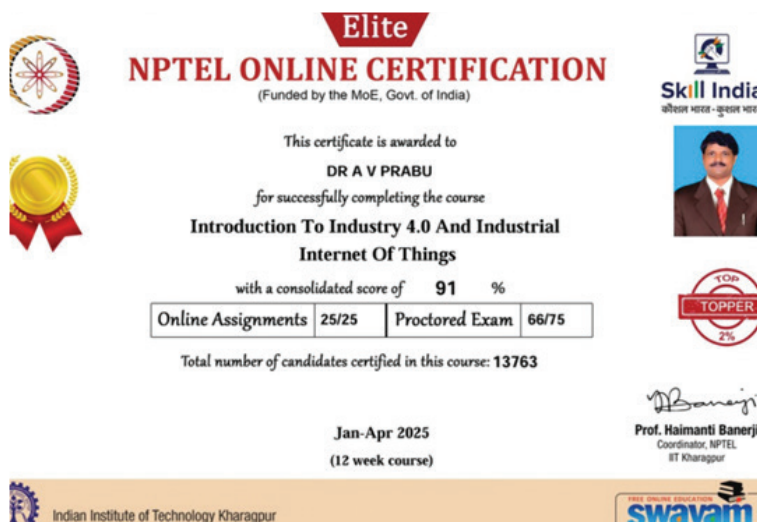 Elite
NPTEL ONLINE CERTIFICATION
(Funded by the MoE, Govt. of India)
Skill India
कौशल भारत - कुशल भारत
This certificate is awarded to
DR A V PRABU
for successfully completing the course
Introduction To Industry 4.0 And Industrial
Internet Of Things
with a consolidated score of 91 %
Online Assignments 25/25 Proctored Exam 66/75
TOP
TOPPER
2%
Total number of candidates certified in this course: 13763
Jan-Apr 2025
(12 week course)
Prof. Haimanti Banerji
Coordinator, NPTEL
IIT Kharagpur
Indian Institute of Technology Kharagpur
FREE ONLINE EDUCATION
swayam